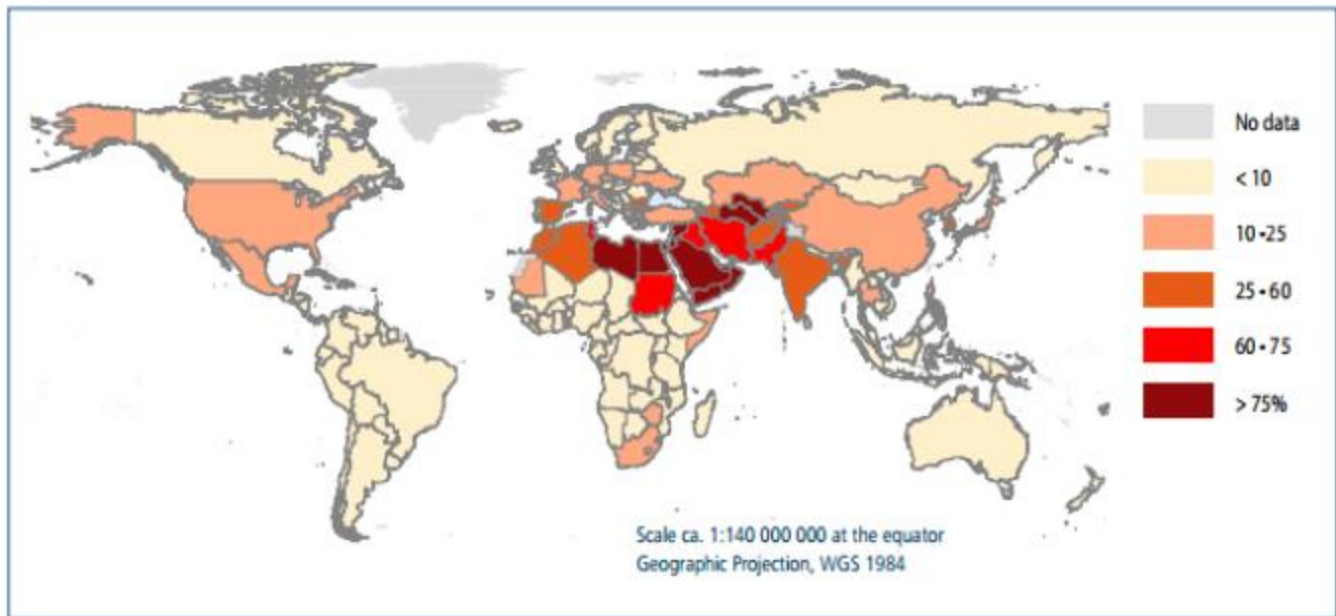 No data
< 10
10•25
25•60
60•75
> 75%
Scale ca. 1:140 000 000 at the equator
Geographic Projection, WGS 1984